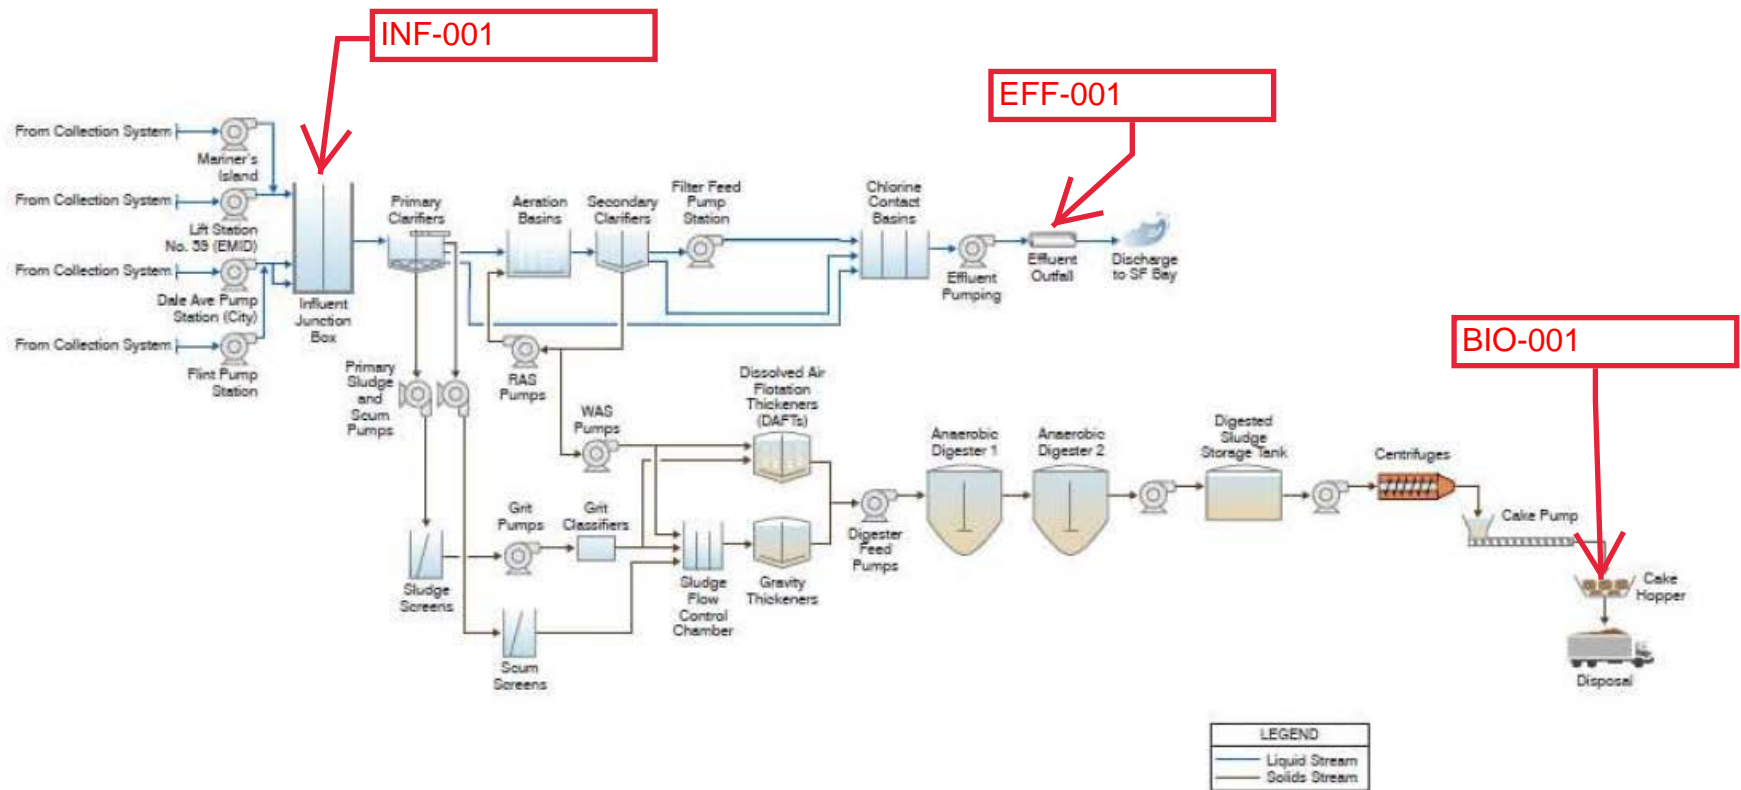 INF-001
EFF-001
From Collection System
Mariner's
Island
From Collection System
Lift Station
No. 59 (EMID)
From Collection System
Dale Ave Pump
Station (City)
From Collection System
Flint Pump
Station
Influent
Junction
Box
Primary
Clarifiers
Aeration
Basins
Secondary
Clarifiers
Filter Feed
Pump
Station
Chlorine
Contact
Basins
Effluent
Pumping
Effluent
Outfall
Discharge
to SF Bay
BIO-001
Primary
Sludge
and
Scum
Pumps
RAS
Pumps
WAS
Pumps
Dissolved Air
Flotation
Thickeners
(DAFTs)
Anaerobic
Digester 1
Anaerobic
Digester 2
Digested
Sludge
Storage Tank
Centrifuges
Cake Pump
Grit
Pumps
Grit
Classifiers
Digester
Feed
Pumps
Sludge
Screens
Sludge
Flow
Control
Chamber
Gravity
Thickeners
Cake
Hopper
Scum
Screens
Disposal
LEGEND
Liquid Stream
Solids Stream